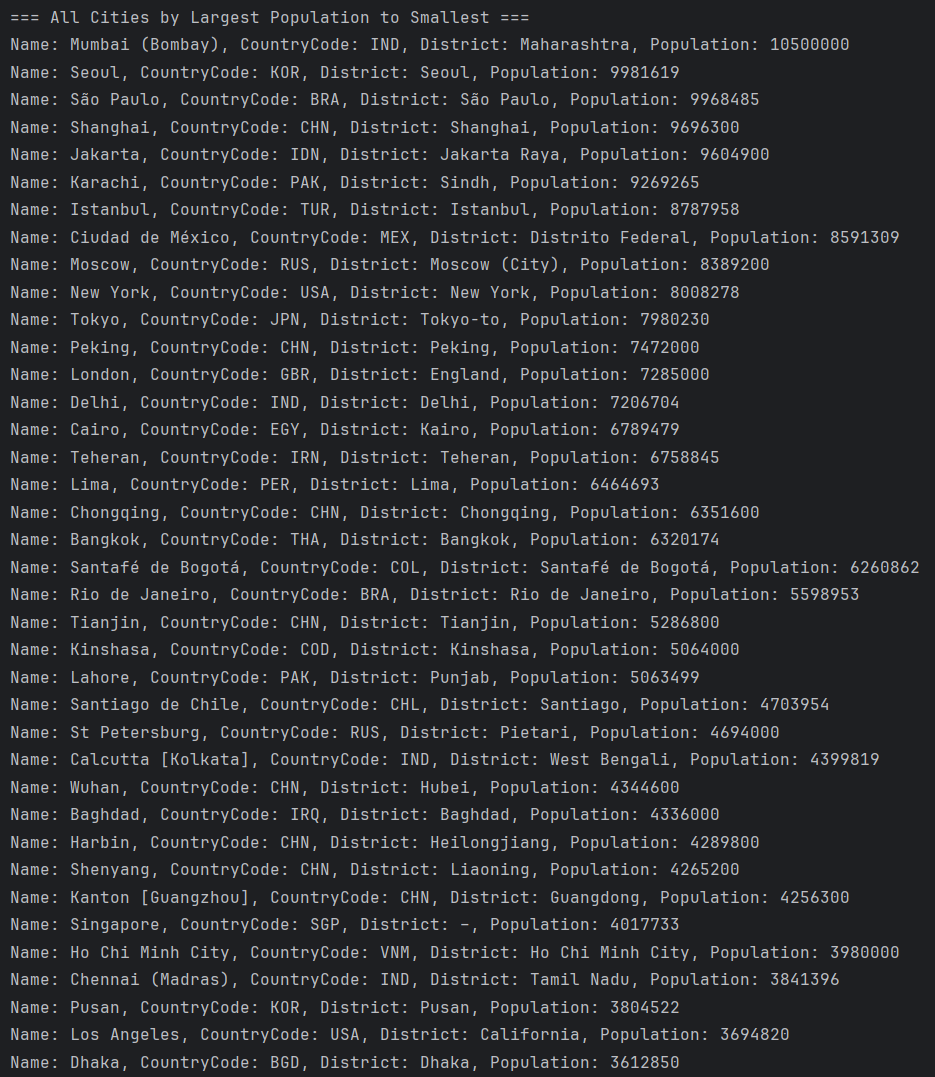 === All Cities by Largest Population to Smallest ===
Name: Mumbai (Bombay), CountryCode: IND, District: Maharashtra, Population: 10500000
Name: Seoul, CountryCode: KOR, District: Seoul, Population: 9981619
Name: São Paulo, CountryCode: BRA, District: São Paulo, Population: 9968485
Name: Shanghai, CountryCode: CHN, District: Shanghai, Population: 9696300
Name: Jakarta, CountryCode: IDN, District: Jakarta Raya, Population: 9604900
Name: Karachi, CountryCode: PAK, District: Sindh, Population: 9269265
Name: Istanbul, CountryCode: TUR, District: Istanbul, Population: 8787958
Name: Ciudad de México, CountryCode: MEX, District: Distrito Federal, Population: 8591309
Name: Moscow, CountryCode: RUS, District: Moscow (City), Population: 8389200
Name: New York, CountryCode: USA, District: New York, Population: 8008278
Name: Tokyo, CountryCode: JPN, District: Tokyo-to, Population: 7980230
Name: Peking, CountryCode: CHN, District: Peking, Population: 7472000
Name: London, CountryCode: GBR, District: England, Population: 7285000
Name: Delhi, CountryCode: IND, District: Delhi, Population: 7206704
Name: Cairo, CountryCode: EGY, District: Kairo, Population: 6789479
Name: Teheran, CountryCode: IRN, District: Teheran, Population: 6758845
Name: Lima, CountryCode: PER, District: Lima, Population: 6464693
Name: Chongqing, CountryCode: CHN, District: Chongqing, Population: 6351600
Name: Bangkok, CountryCode: THA, District: Bangkok, Population: 6320174
Name: Santafé de Bogotá, CountryCode: COL, District: Santafé de Bogotá, Population: 6260862
Name: Rio de Janeiro, CountryCode: BRA, District: Rio de Janeiro, Population: 5598953
Name: Tianjin, CountryCode: CHN, District: Tianjin, Population: 5286800
Name: Kinshasa, CountryCode: COD, District: Kinshasa, Population: 5064000
Name: Lahore, CountryCode: PAK, District: Punjab, Population: 5063499
Name: Santiago de Chile, CountryCode: CHL, District: Santiago, Population: 4703954
Name: St Petersburg, CountryCode: RUS, District: Pietari, Population: 4694000
Name: Calcutta [Kolkata], CountryCode: IND, District: West Bengali, Population: 4399819
Name: Wuhan, CountryCode: CHN, District: Hubei, Population: 4344600
Name: Baghdad, CountryCode: IRQ, District: Baghdad, Population: 4336000
Name: Harbin, CountryCode: CHN, District: Heilongjiang, Population: 4289800
Name: Shenyang, CountryCode: CHN, District: Liaoning, Population: 4265200
Name: Kanton [Guangzhou], CountryCode: CHN, District: Guangdong, Population: 4256300
Name: Singapore, CountryCode: SGP, District: –, Population: 4017733
Name: Ho Chi Minh City, CountryCode: VNM, District: Ho Chi Minh City, Population: 3980000
Name: Chennai (Madras), CountryCode: IND, District: Tamil Nadu, Population: 3841396
Name: Pusan, CountryCode: KOR, District: Pusan, Population: 3804522
Name: Los Angeles, CountryCode: USA, District: California, Population: 3694820
Name: Dhaka, CountryCode: BGD, District: Dhaka, Population: 3612850